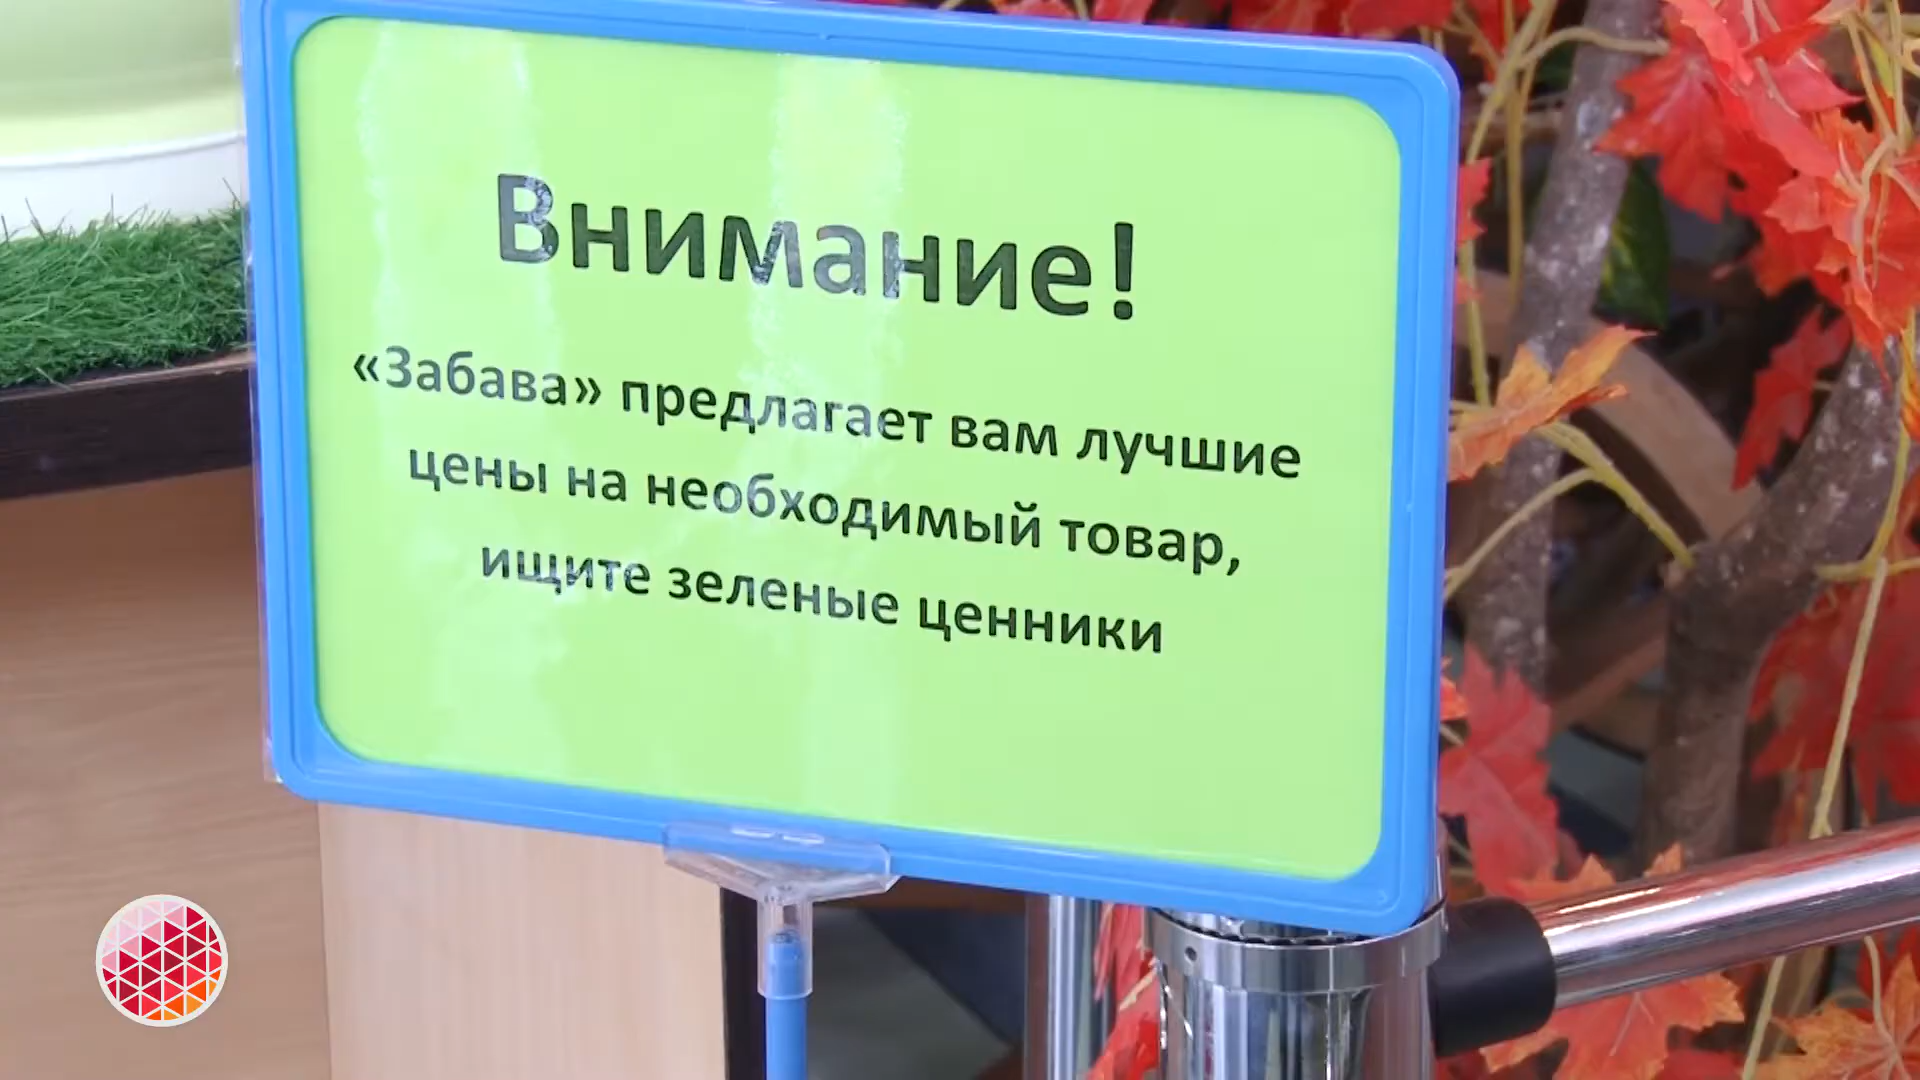 Внимание!
«Забава» предлагает вам лучшие
цены на необходимый товар,
ищите зеленые ценники